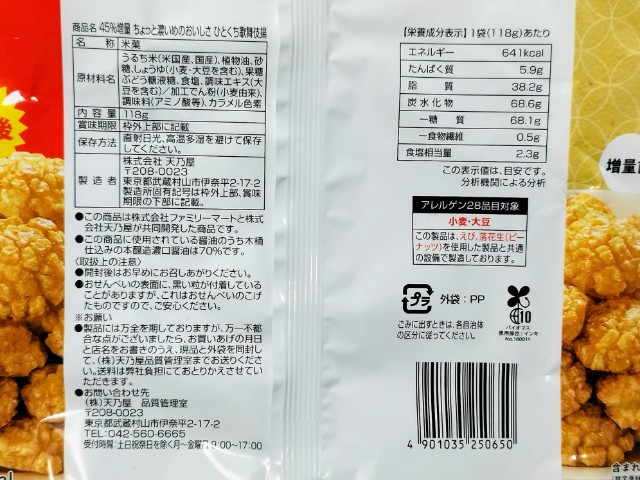 商品名 45%増量 ちょっと濃いめのおいしさ ひとくち歌舞伎揚
名 称 米菓
原材料名 うるち米(米国産、国産)、植物油、砂
糖、しょうゆ(小麦・大豆を含む)、果糖
ぶどう糖液糖、食塩、調味エキス(大
豆を含む)/加工でん粉(小麦由来)、
調味料(アミノ酸等)、カラメル色素
内 容 量 118g
賞味期限 枠外上部に記載
保存方法 直射日光、高温多湿を避けて保存
してください。
製 造 者 株式会社 天乃屋
〒208-0023
東京都武蔵村山市伊奈平2-17-2
製造所固有記号は枠外上部、賞味
期限の下部に記載。
●この商品は株式会社ファミリーマートと株式
会社天乃屋が共同開発した商品です。
●この商品に使用されている醤油のうち木桶
仕込みの本醸造濃口醤油は70%です。
〈取扱上の注意〉
●開封後はお早めにお召しあがりください。
●おせんべいの表面に、黒い粒が付着している
ことがありますが、これはおせんべいのこげ
たものですので、ご安心ください。
※お願い
●製品には万全を期しておりますが、万一不都
合な点がございましたら、お買いあげの月日
と店名をお書きのうえ、現品と外袋を同封し
て、(株)天乃屋品質管理室までお送りくださ
い。送料は弊社負担にておとりかえさせてい
ただきます。
●お問い合わせ先
(株)天乃屋 品質管理室
〒208-0023
東京都武蔵村山市伊奈平2-17-2
TEL:042-560-6665
受付時間:土日祝祭日を除く月〜金曜日 9:00〜17:00
【栄養成分表示】1袋(118g)あたり
エネルギー 641kcal
たんぱく質 5.9g
脂 質 38.2g
炭水化物 68.6g
−糖 質 68.1g
−食物繊維 0.5g
食塩相当量 2.3g
この表示値は、目安です。
分析機関による分析
アレルゲン28品目対象
小麦・大豆
この製品は、えび、落花生(ピー
ナッツ)を使用した製品と共通
の設備で製造しております。
プラ 外袋:PP
ごみに出すときは、各自治体
の区分に従ってください。
10
バイオマス
使用部位:インキ
No.180011
4 901035 250650
後
増量
含まれ